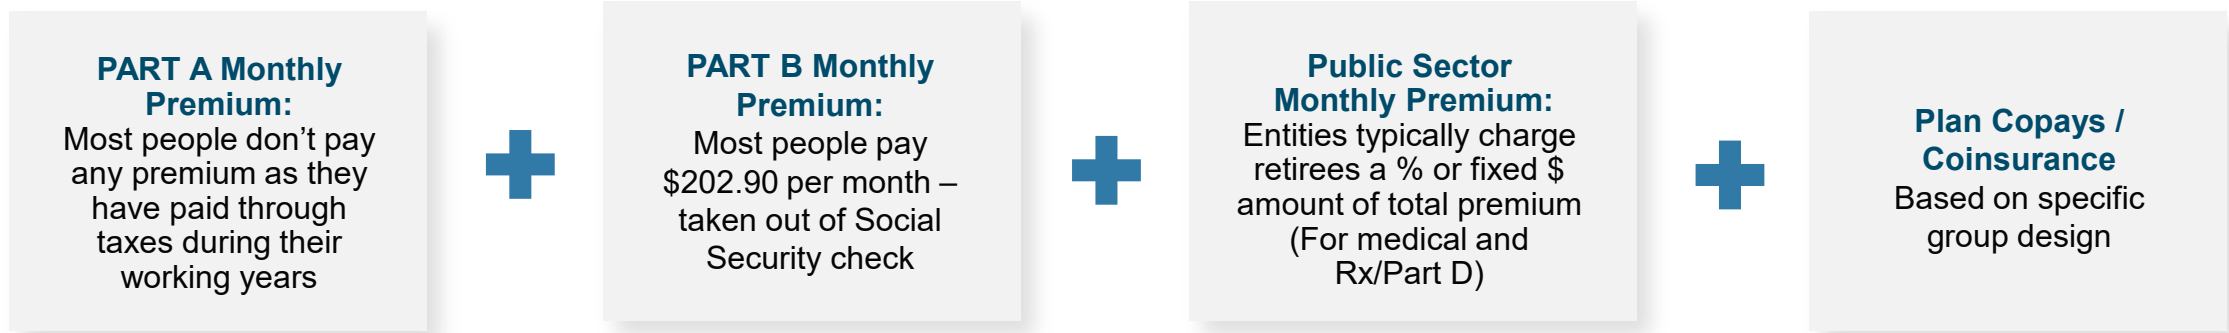 PART A Monthly
Premium:
Most people don’t pay
any premium as they
have paid through
taxes during their
working years
PART B Monthly
Premium:
Most people pay
$202.90 per month –
taken out of Social
Security check
Public Sector
Monthly Premium:
Entities typically charge
retirees a % or fixed $
amount of total premium
(For medical and
Rx/Part D)
Plan Copays /
Coinsurance
Based on specific
group design